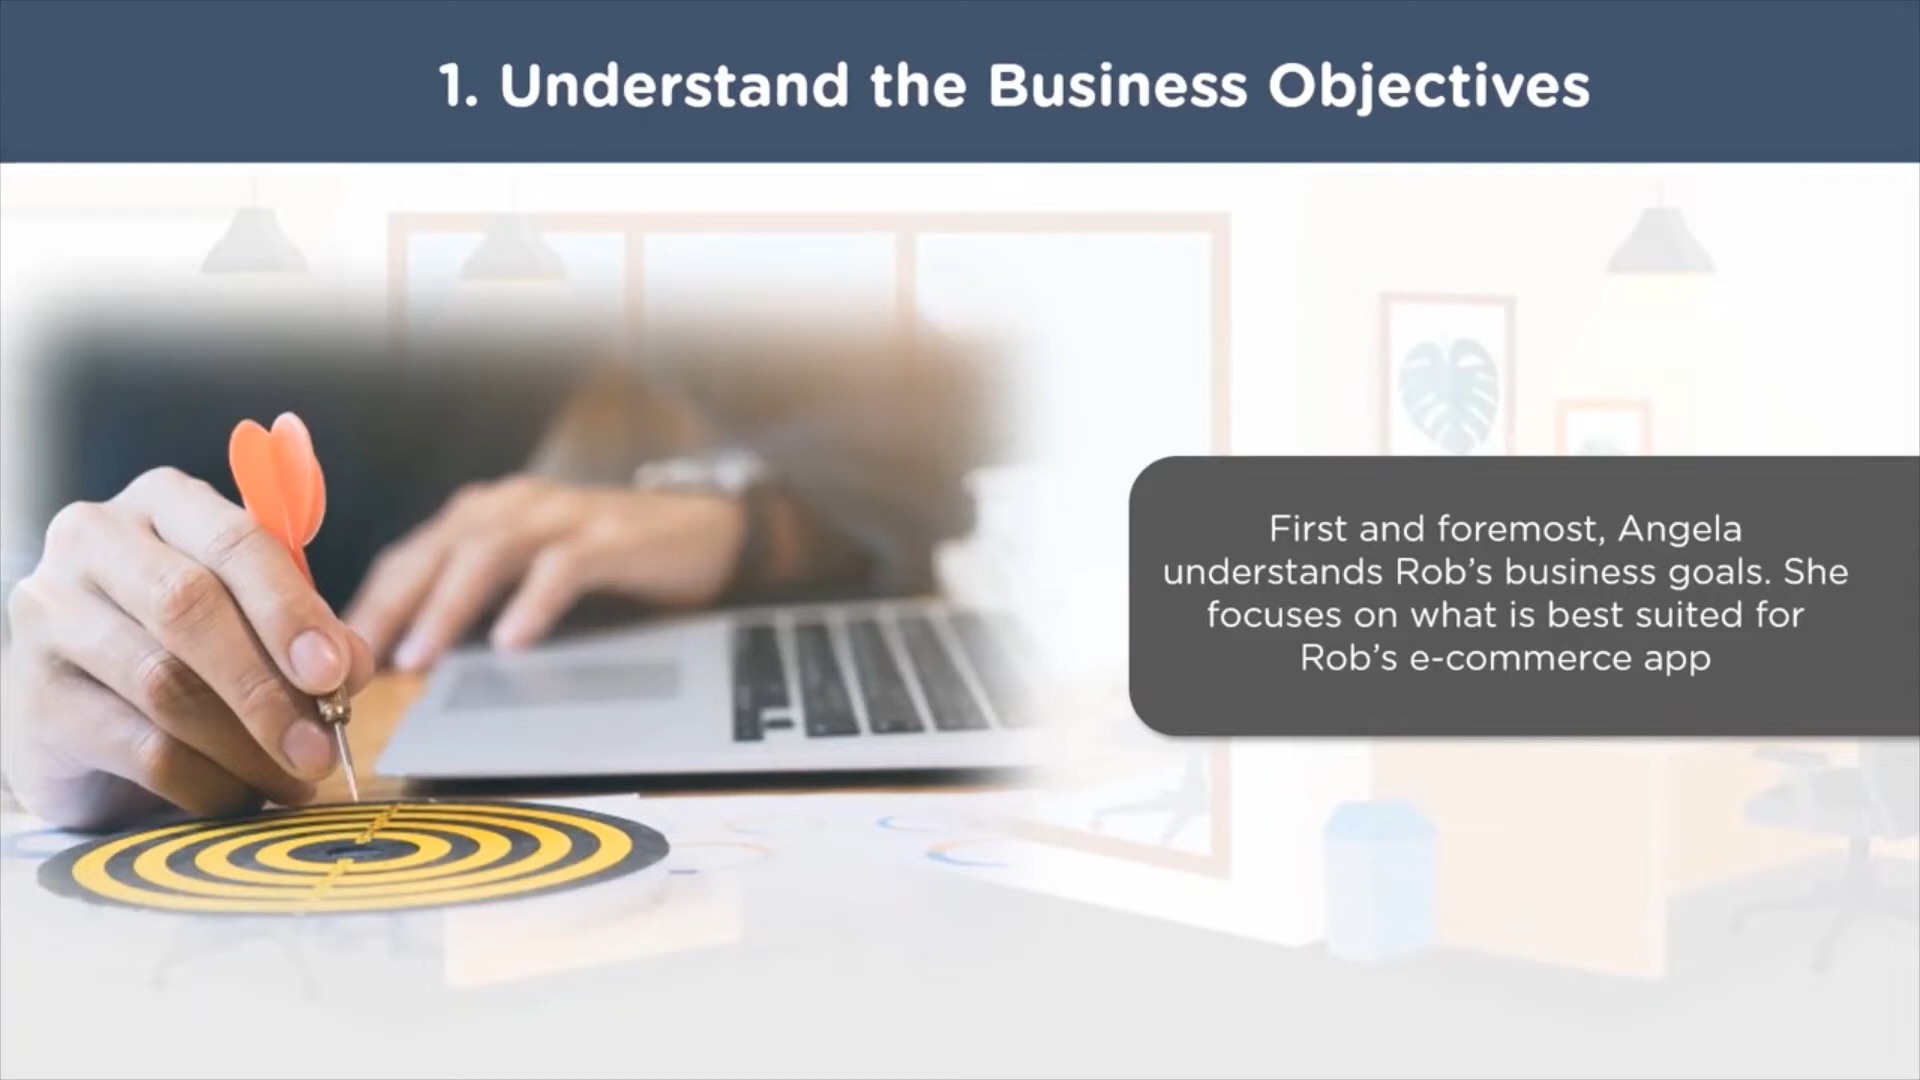 1. Understand the Business Objectives
First and foremost, Angela
understands Rob's business goals. She
focuses on what is best suited for
Rob's e-commerce app